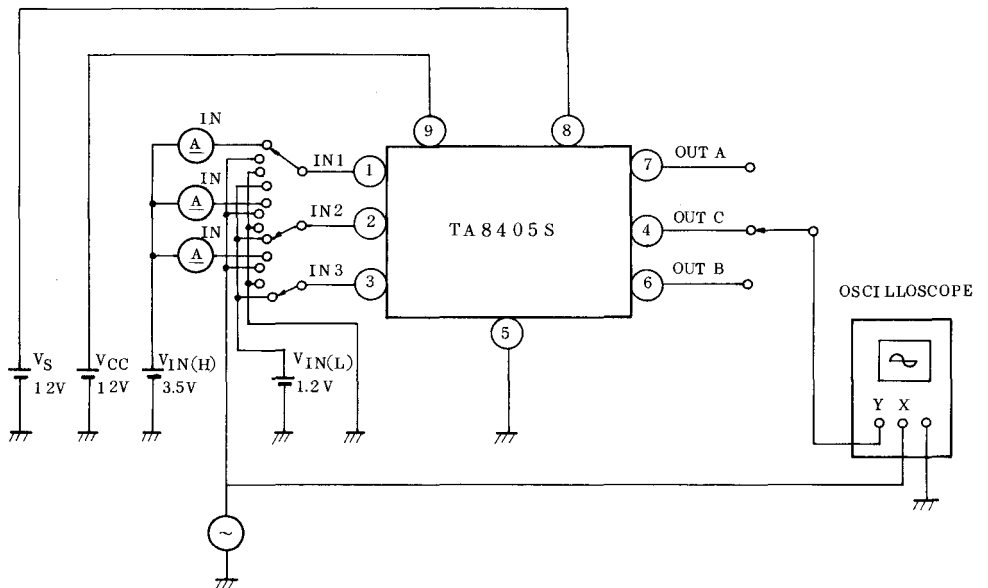 9
8
IN
A
IN1
1
7
OUT A
IN
A
IN2
2
TA8405S
4
OUT C
IN
A
IN3
3
6
OUT B
5
OSCILLOSCOPE
VS
12V
VCC
12V
VIN(H)
3.5V
VIN(L)
1.2V
Y X
~